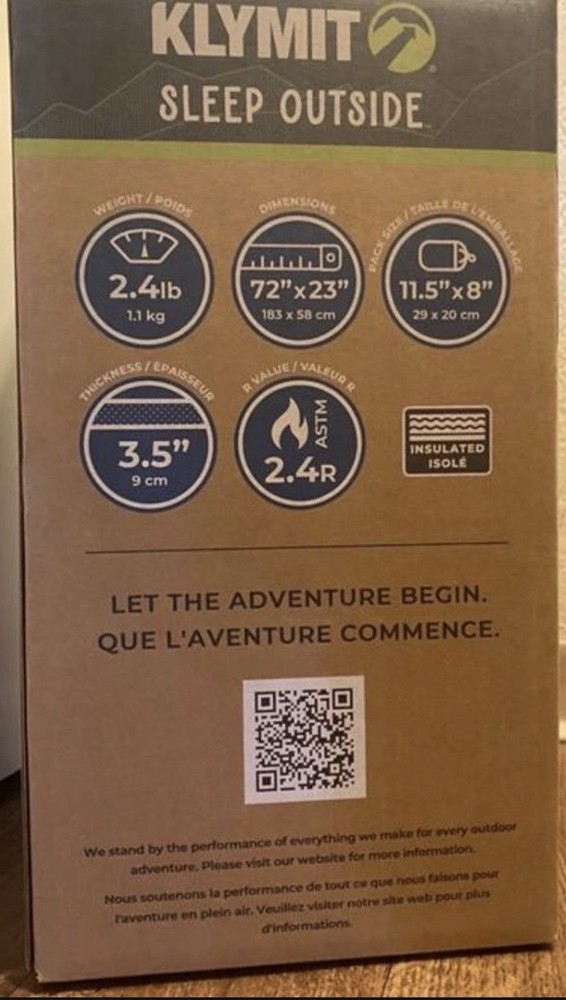 KLYMIT
SLEEP OUTSIDE
WEIGHT / POIDS
2.4lb
1.1 kg
DIMENSIONS
72"x23"
183 x 58 cm
PACK SIZE / TAILLE DE L'EMBALLAGE
11.5"x8"
29 x 20 cm
THICKNESS / ÉPAISSEUR
3.5"
9 cm
R VALUE / VALEUR R
ASTM
2.4R
INSULATED
ISOLÉ
LET THE ADVENTURE BEGIN.
QUE L'AVENTURE COMMENCE.
We stand by the performance of everything we make for every outdoor
adventure. Please visit our website for more information.
Nous soutenons la performance de tout ce que nous faisons pour
l'aventure en plein air. Veuillez visiter notre site web pour plus
d'informations.